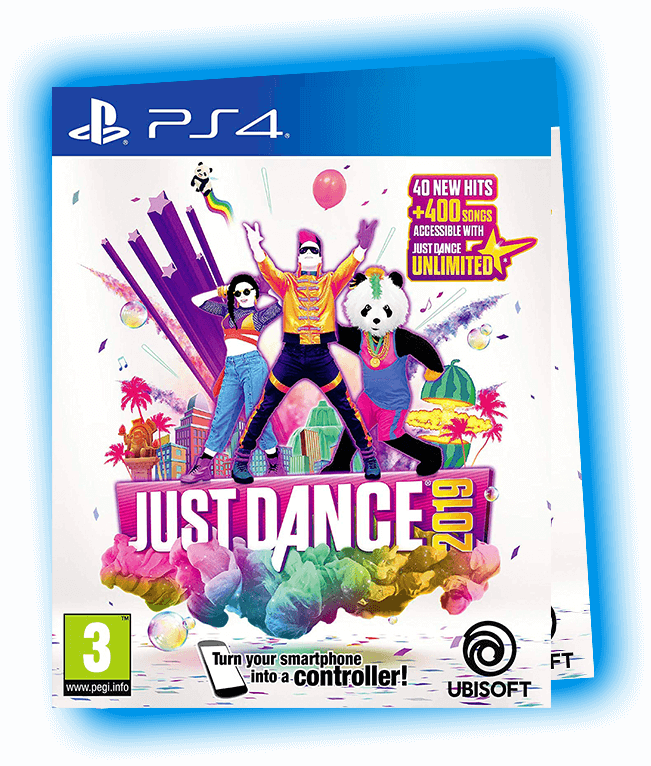 PS4
40 NEW HITS
+400 SONGS
ACCESSIBLE WITH
JUST DANCE
UNLIMITED
JUST DANCE
2019
3
www.pegi.info
Turn your smartphone
into a controller!
UBISOFT
FT